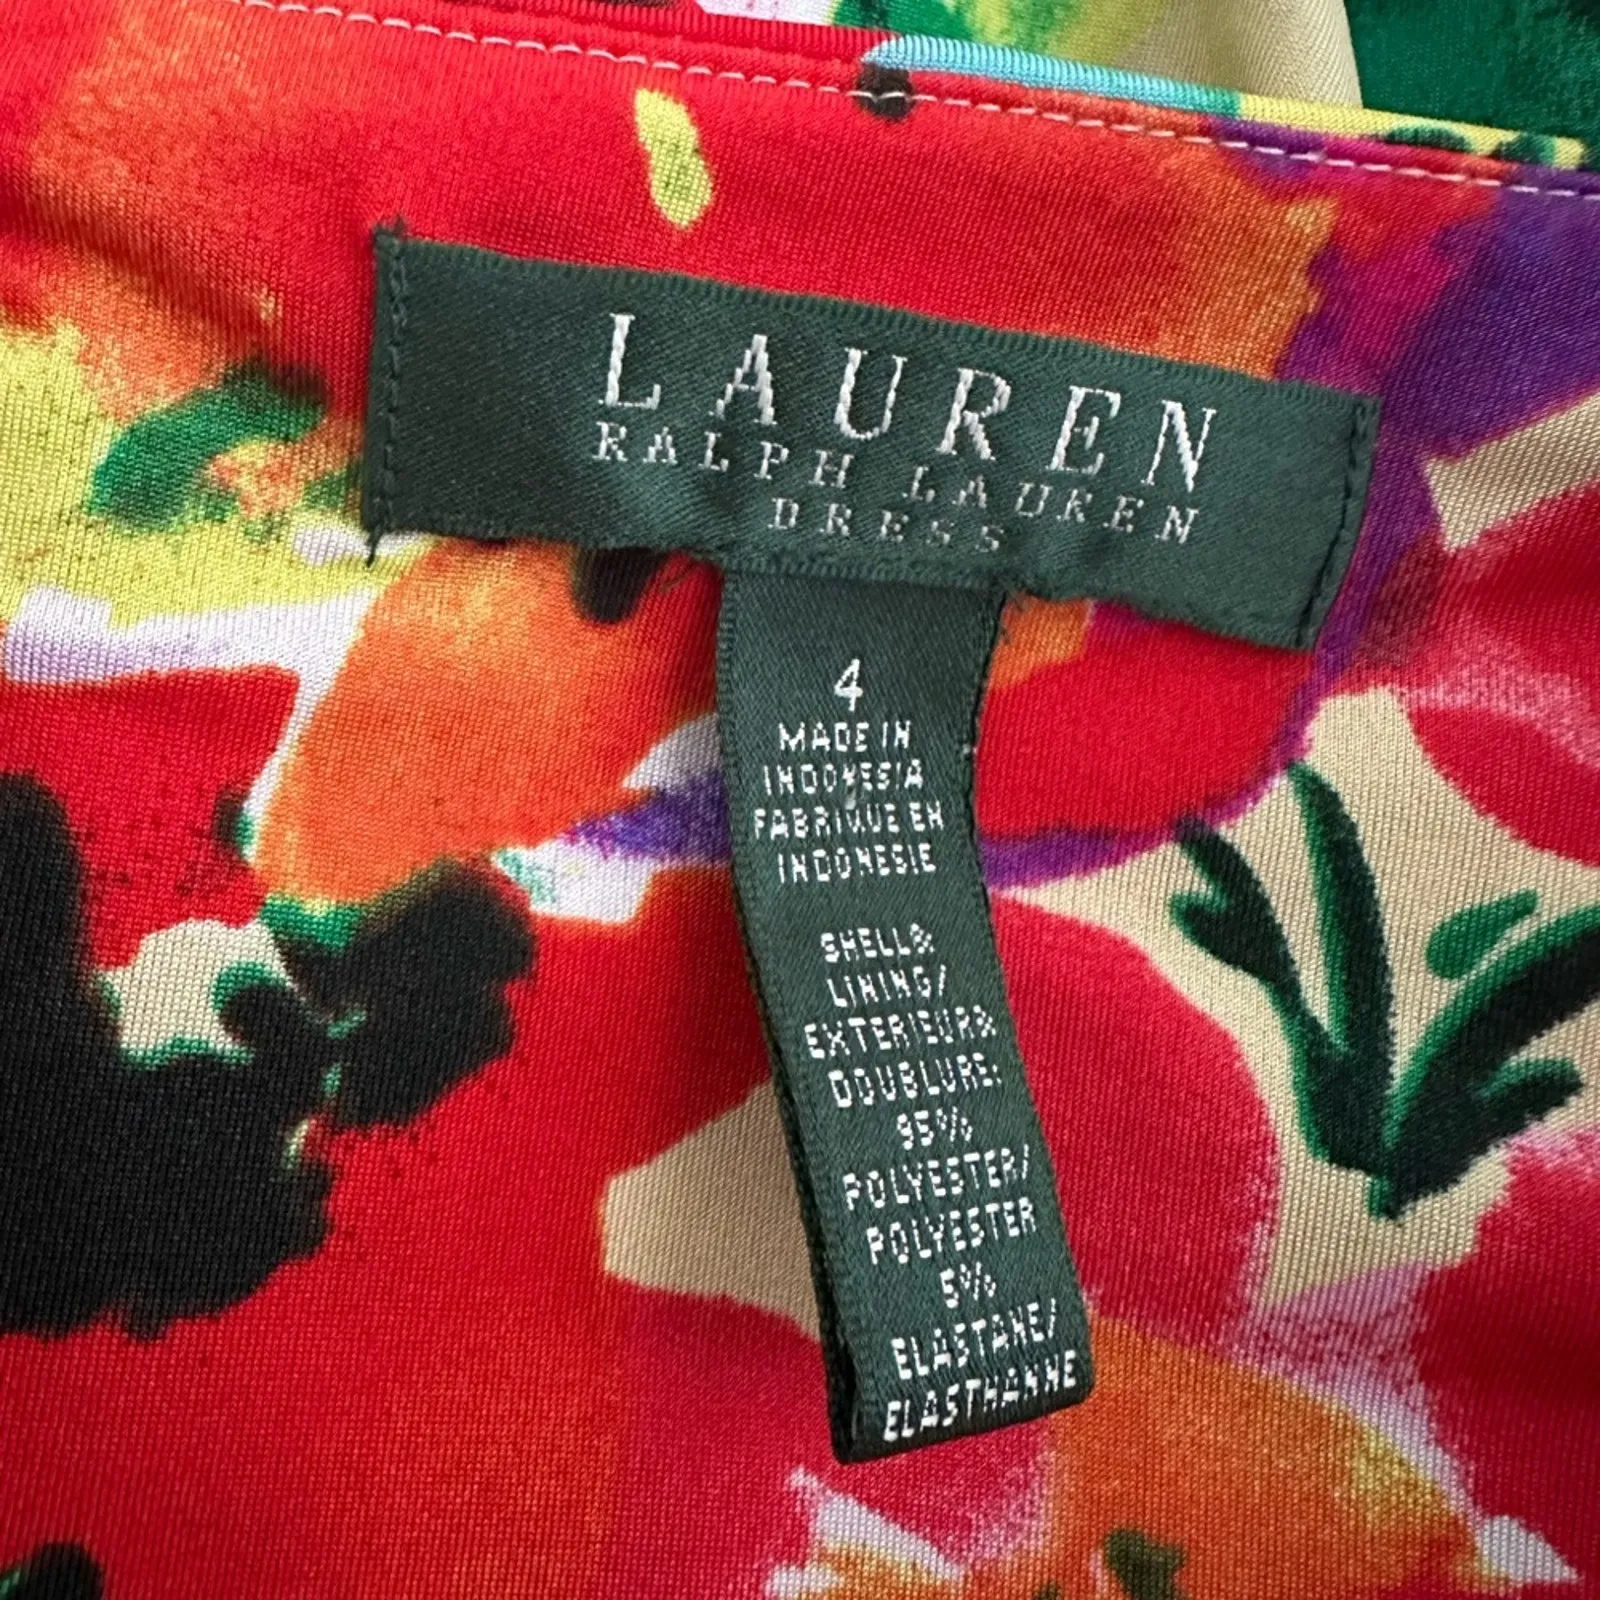 LAUREN
RALPH LAUREN
DRESS
4
MADE IN
INDONESIA
FABRIQUE EN
INDONESIE
SHELL&
LINING/
EXTERIEUR&
DOUBLURE:
95%
POLYESTER/
POLYESTER
5%
ELASTANE/
ELASTHANNE